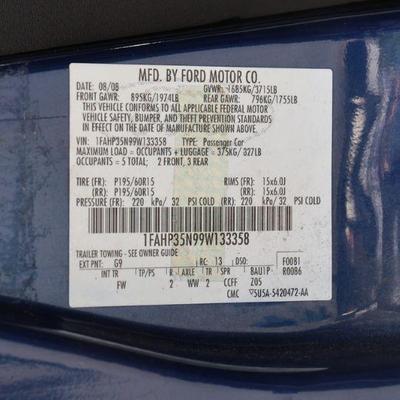 MFD. BY FORD MOTOR CO.
DATE: 08/08 GVWR: 1685KG/3715LB
FRONT GAWR: 895KG/1974LB REAR GAWR: 796KG/1755LB
THIS VEHICLE CONFORMS TO ALL APPLICABLE FEDERAL MOTOR
VEHICLE SAFETY, BUMPER, AND THEFT PREVENTION STANDARDS
IN EFFECT ON THE DATE OF MANUFACTURE SHOWN ABOVE.
VIN: 1FAHP35N99W133358 TYPE: Passenger Car
MAXIMUM LOAD = OCCUPANTS + LUGGAGE = 375KG/827LB
OCCUPANTS = 5 TOTAL: 2 FRONT, 3 REAR
TIRE (FR): P195/60R15 RIMS (FR): 15x6.0J
(RR): P195/60R15 (RR): 15x6.0J
PRESSURE (FR): 220 kPa/ 32 PSI COLD (RR): 220 kPa/ 32 PSI COLD
1FAHP35N99W133358
TRAILER TOWING - SEE OWNER GUIDE
EXT PNT: G9 RC: 13 DSO: F00B1
INT TR TP/PS R AXLE TR SPR 8AU1P R0086
FW 2 2 WW CCFF Z05
CMC 5U5A-5420472-AA